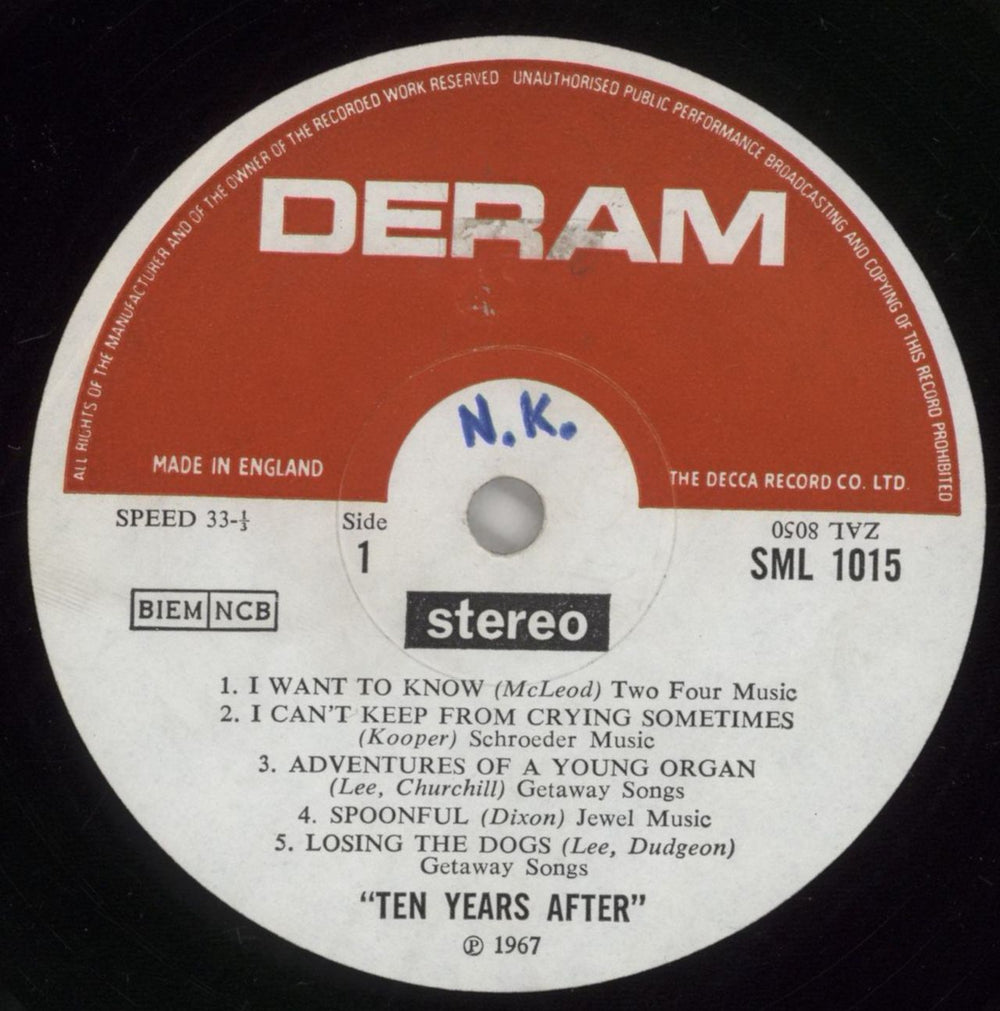 ALL RIGHTS OF THE MANUFACTURER AND OF THE OWNER OF THE RECORDED WORK RESERVED UNAUTHORISED PUBLIC PERFORMANCE BROADCASTING AND COPYING OF THIS RECORD PROHIBITED
DERAM
N.K.
MADE IN ENGLAND
THE DECCA RECORD CO. LTD.
SPEED 33-⅓
Side
1
ZAL 8050
SML 1015
BIEM NCB
stereo
1. I WANT TO KNOW (McLeod) Two Four Music
2. I CAN'T KEEP FROM CRYING SOMETIMES
(Kooper) Schroeder Music
3. ADVENTURES OF A YOUNG ORGAN
(Lee, Churchill) Getaway Songs
4. SPOONFUL (Dixon) Jewel Music
5. LOSING THE DOGS (Lee, Dudgeon)
Getaway Songs
"TEN YEARS AFTER"
℗ 1967